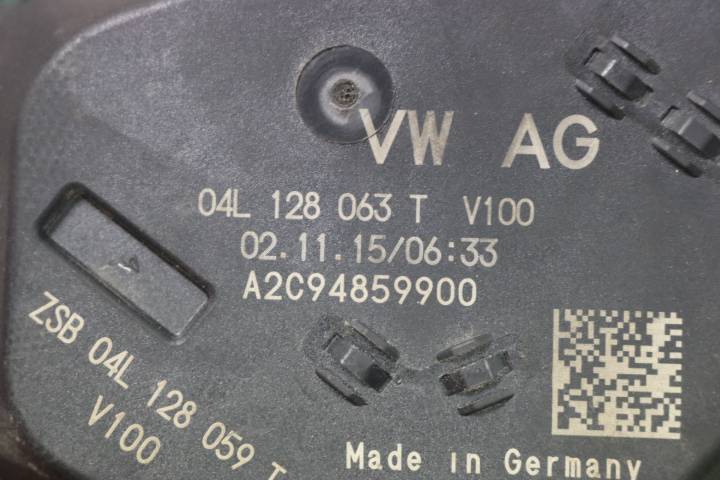 VW AG
04L 128 063 T V100
02.11.15/06:33
A2C94859900
ZSB 04L 128 059 T
V100
Made in Germany